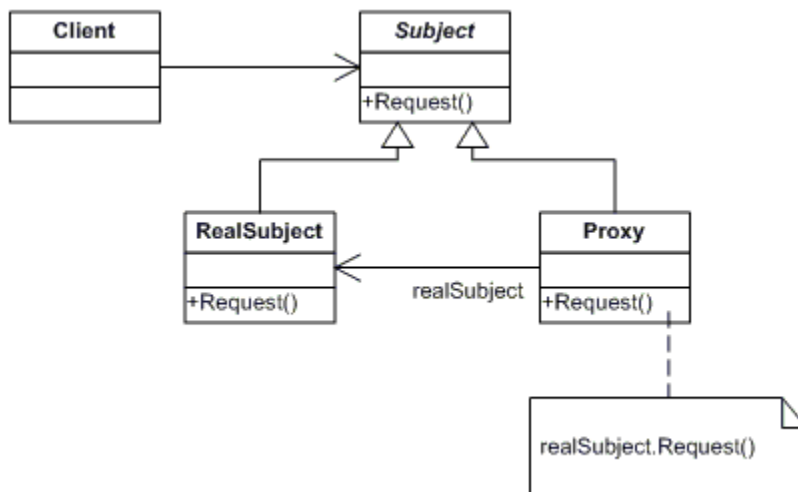 Client
Subject
+Request()
RealSubject
+Request()
realSubject
Proxy
+Request()
realSubject.Request()